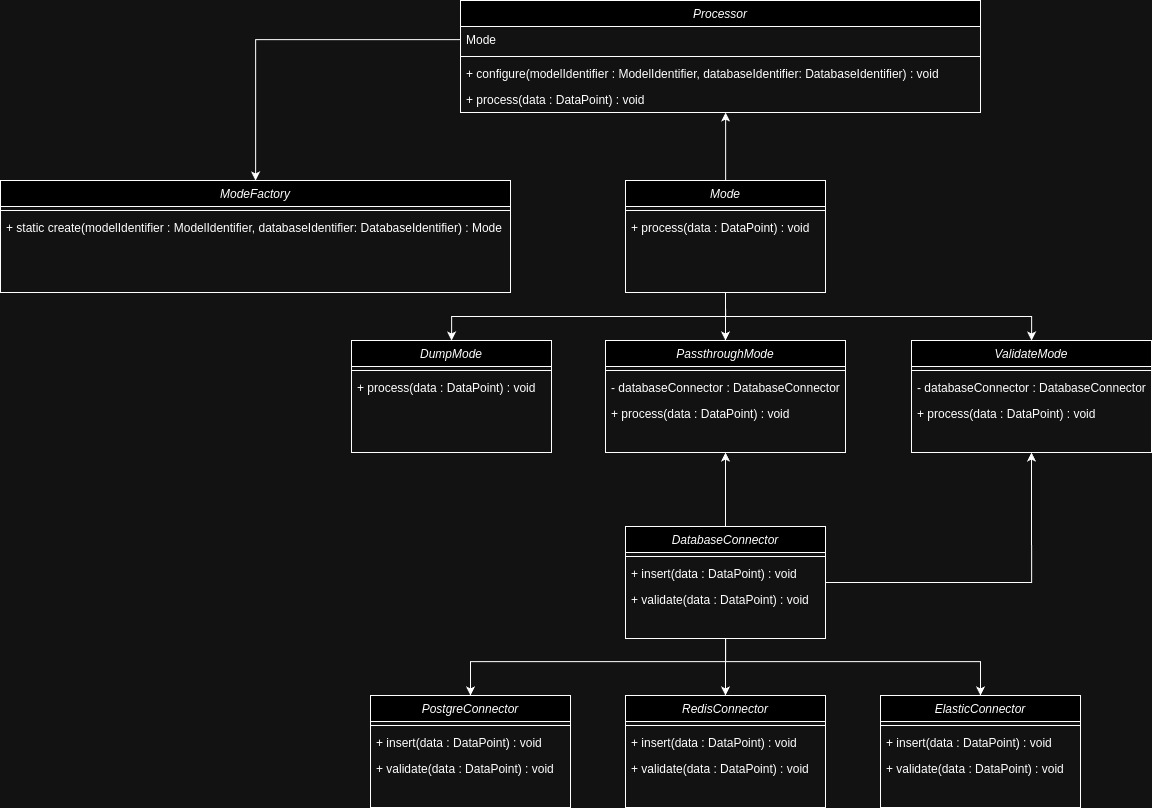 Processor
Mode
+ configure(modelIdentifier : ModelIdentifier, databaseIdentifier: DatabaseIdentifier) : void
+ process(data : DataPoint) : void
ModeFactory
+ static create(modelIdentifier : ModelIdentifier, databaseIdentifier: DatabaseIdentifier) : Mode
Mode
+ process(data : DataPoint) : void
DumpMode
+ process(data : DataPoint) : void
PassthroughMode
- databaseConnector : DatabaseConnector
+ process(data : DataPoint) : void
ValidateMode
- databaseConnector : DatabaseConnector
+ process(data : DataPoint) : void
DatabaseConnector
+ insert(data : DataPoint) : void
+ validate(data : DataPoint) : void
PostgreConnector
+ insert(data : DataPoint) : void
+ validate(data : DataPoint) : void
RedisConnector
+ insert(data : DataPoint) : void
+ validate(data : DataPoint) : void
ElasticConnector
+ insert(data : DataPoint) : void
+ validate(data : DataPoint) : void